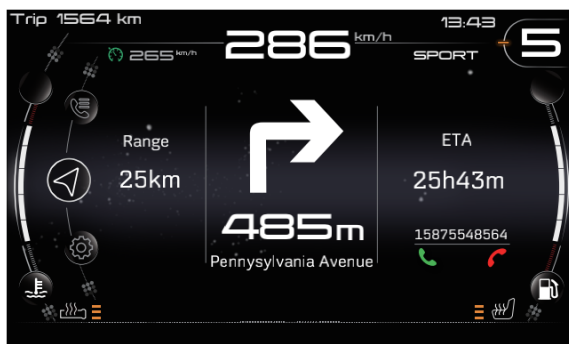 Trip 1564 km
13:43
286 km/h
5
265 km/h
SPORT
Range
25km
ETA
25h43m
485m
15875548564
Pennysylvania Avenue